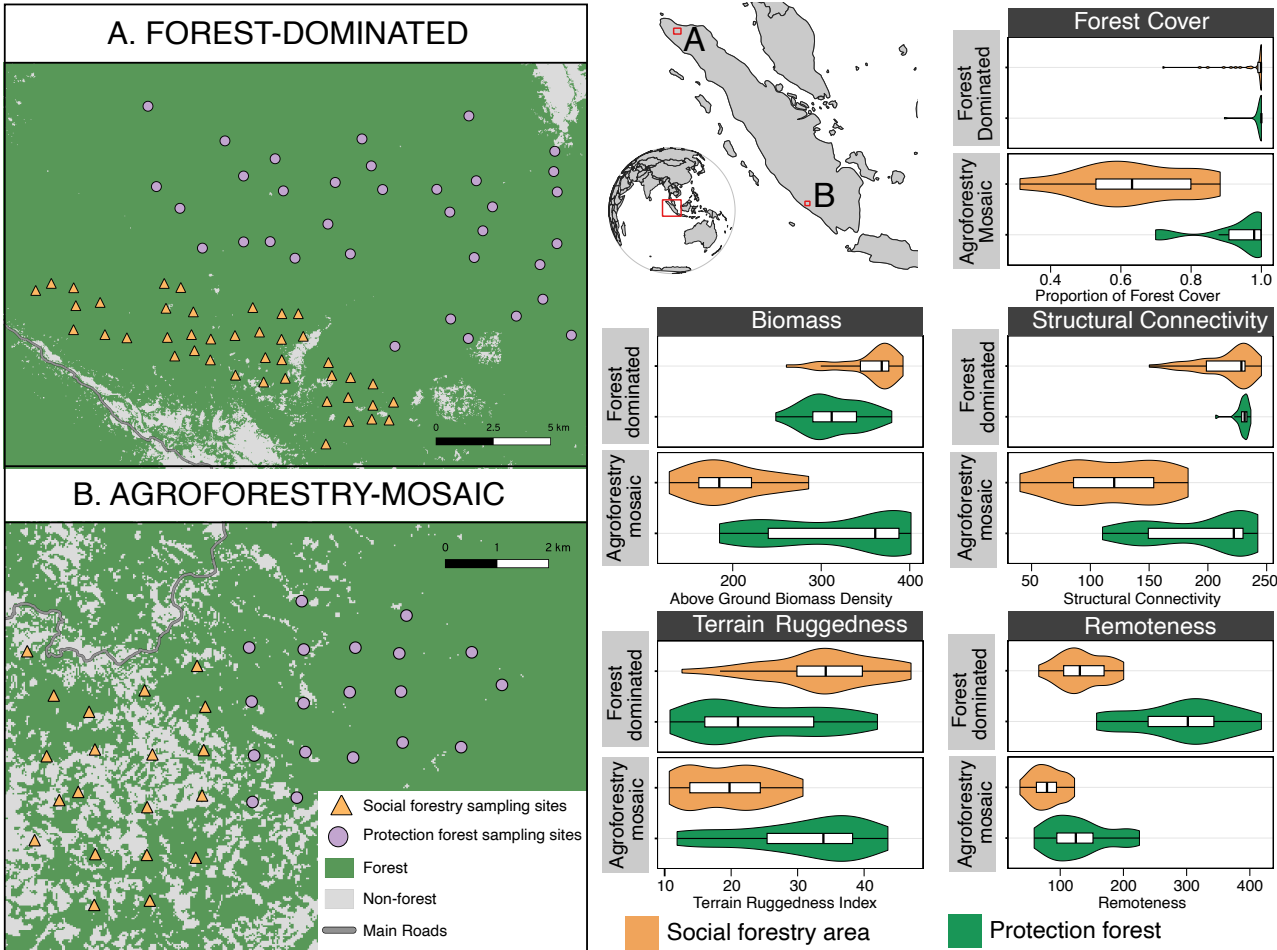 A. FOREST-DOMINATED
0 2.5 5 km
B. AGROFORESTRY-MOSAIC
0 1 2 km
Social forestry sampling sites
Protection forest sampling sites
Forest
Non-forest
Main Roads
A
B
Forest Cover
Forest
Dominated
Agroforestry
Mosaic
0.4 0.6 0.8 1.0
Proportion of Forest Cover
Biomass
Forest
dominated
Agroforestry
mosaic
200 300 400
Above Ground Biomass Density
Structural Connectivity
Forest
dominated
Agroforestry
mosaic
50 100 150 200 250
Structural Connectivity
Terrain Ruggedness
Forest
dominated
Agroforestry
mosaic
10 20 30 40
Terrain Ruggedness Index
Remoteness
Forest
dominated
Agroforestry
mosaic
100 200 300 400
Remoteness
Social forestry area
Protection forest